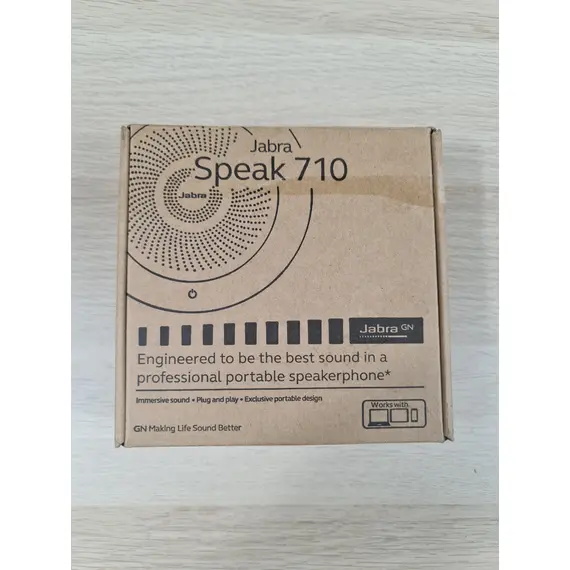 Jabra
Speak 710
Jabra
Jabra GN
Engineered to be the best sound in a
professional portable speakerphone*
Immersive sound • Plug and play • Exclusive portable design
Works with...
GN Making Life Sound Better